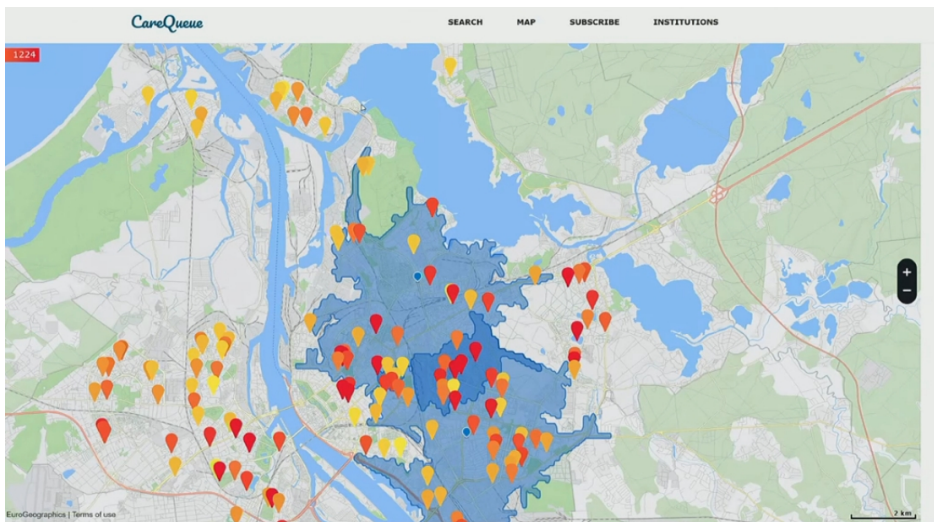 CareQueue
SEARCH MAP SUBSCRIBE INSTITUTIONS
1224
+
−
EuroGeographics | Terms of use
2 km